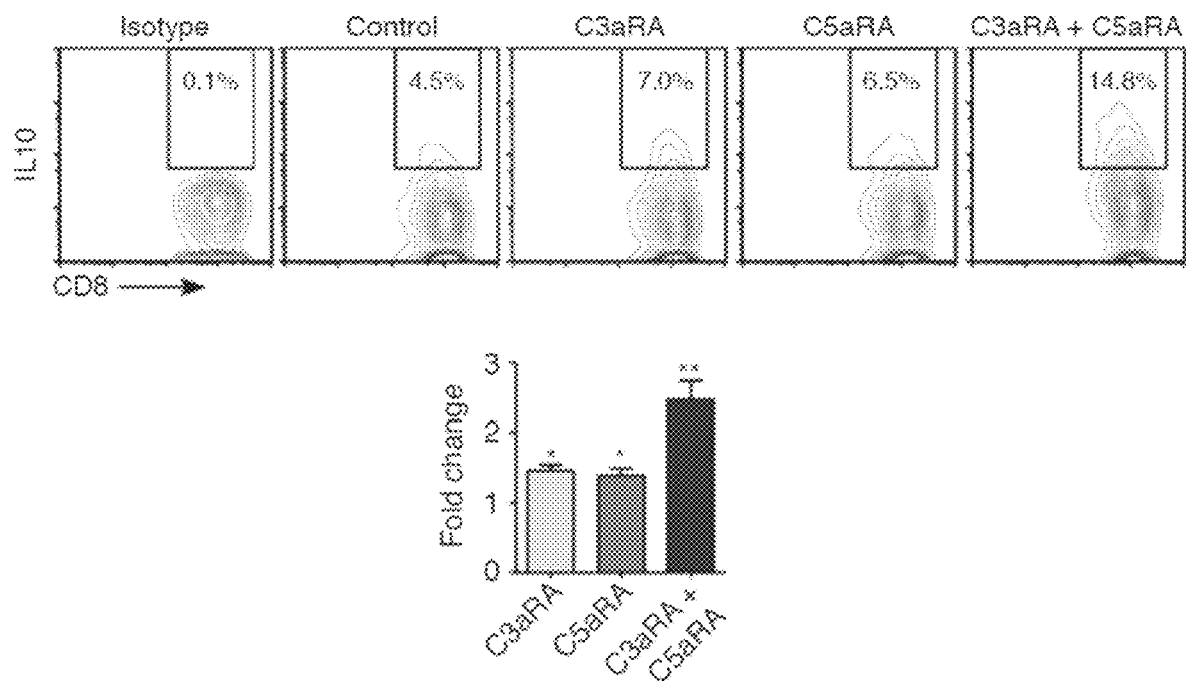 Isotype Control C3aRA C5aRA C3aRA + C5aRA
0.1% 4.5% 7.0% 6.5% 14.8%
IL10
CD8
Fold change
3
2
1
0
* * **
C3aRA
C5aRA
C3aRA +
C5aRA